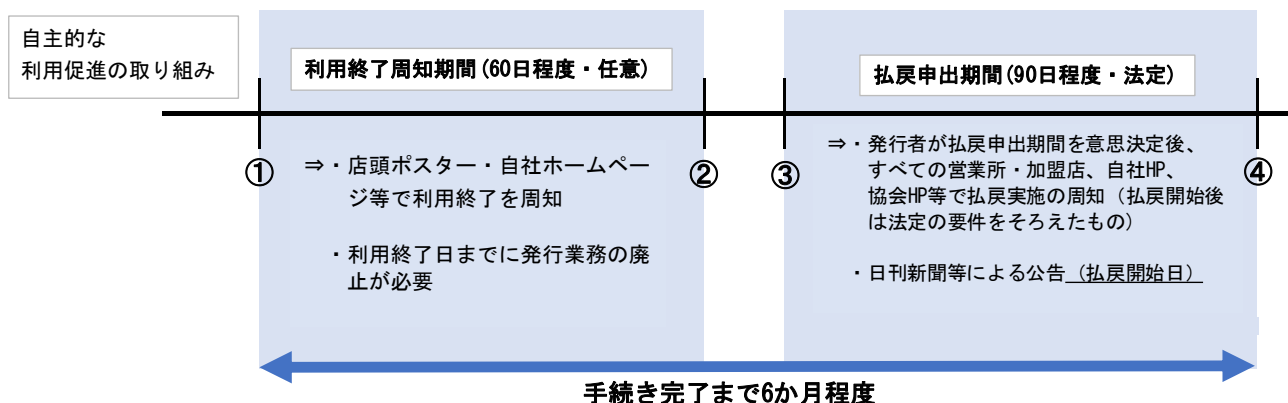 自主的な
利用促進の取り組み
利用終了周知期間(60日程度・任意)
払戻申出期間(90日程度・法定)
①
⇒・店頭ポスター・自社ホームペー
ジ等で利用終了を周知
・利用終了日までに発行業務の廃
止が必要
②
③
⇒・発行者が払戻申出期間を意思決定後、
すべての営業所・加盟店、自社HP、
協会HP等で払戻実施の周知（払戻開始後
は法定の要件をそろえたもの）
・日刊新聞等による公告（払戻開始日）
④
手続き完了まで6か月程度